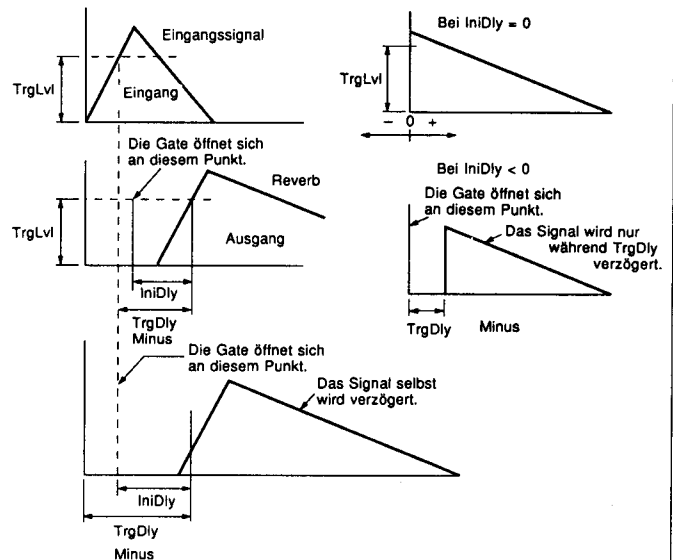 Eingangssignal
TrgLvl
Eingang
Die Gate öffnet sich
an diesem Punkt.
Reverb
TrgLvl
Ausgang
IniDly
TrgDly
Minus
Die Gate öffnet sich
an diesem Punkt.
Das Signal selbst
wird verzögert.
IniDly
TrgDly
Minus
Bei IniDly = 0
TrgLvl
− 0 +
Bei IniDly < 0
Die Gate öffnet sich
an diesem Punkt.
Das Signal wird nur
während TrgDly
verzögert.
TrgDly Minus